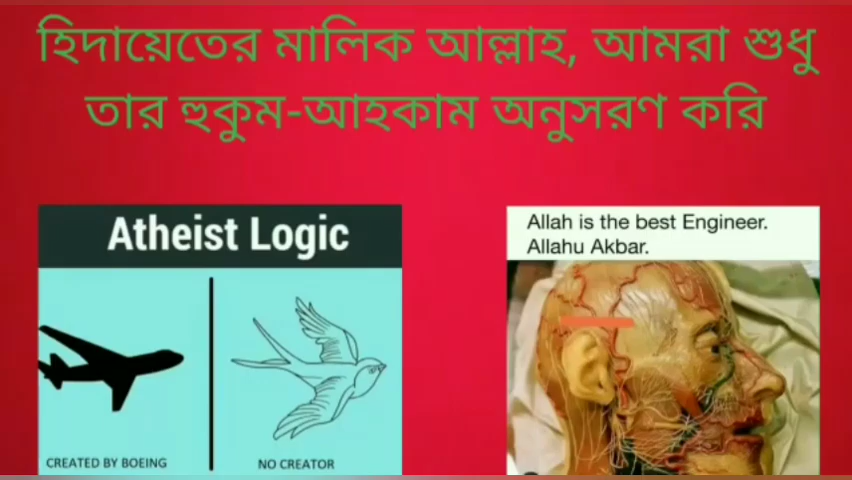 হিদায়েতের মালিক আল্লাহ, আমরা শুধু
তার হুকুম-আহকাম অনুসরণ করি
Atheist Logic
CREATED BY BOEING
NO CREATOR
Allah is the best Engineer.
Allahu Akbar.